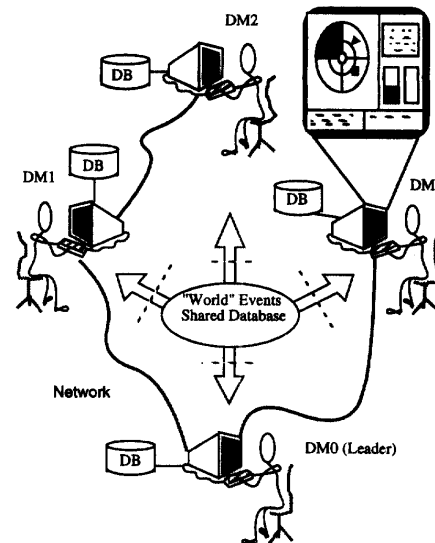 DM2
DB
DB
DM1
DB
DM
"World" Events
Shared Database
Network
DB
DM0 (Leader)